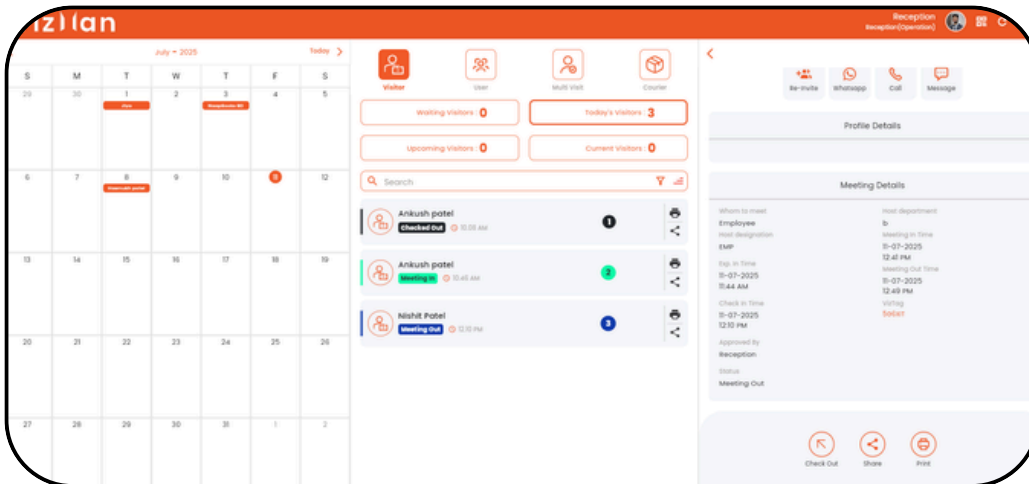 Reception
Reception(Operation)
July 2025
Today
S M T W T F S
29 30 1 2 3 4 5
6 7 8 9 10 11 12
13 14 15 16 17 18 19
20 21 22 23 24 25 26
27 28 29 30 31 1 2
Visitor
User
Multi Visit
Courier
Waiting Visitors : 0
Today's Visitors : 3
Upcoming Visitors : 0
Current Visitors : 0
Search
Ankush patel
Checked Out 10:08 AM
1
Ankush patel
Meeting In 10:45 AM
2
Nishit Patel
Meeting Out 12:10 PM
3
Re-Invite
Whatsapp
Call
Message
Profile Details
Meeting Details
Whom to meet
Employee
Host department
b
Host designation
EMP
Meeting In Time
11-07-2025
12:41 PM
Exp. In Time
11-07-2025
11:44 AM
Meeting Out Time
11-07-2025
12:49 PM
Check In Time
11-07-2025
12:10 PM
VizTag
Select
Approved By
Reception
Status
Meeting Out
Check Out
Share
Print